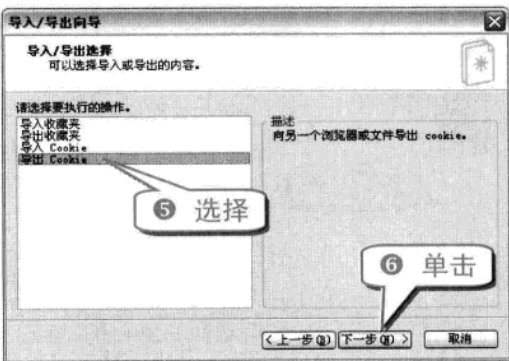 导入/导出向导
导入/导出选择
可以选择导入或导出的内容。
请选择要执行的操作。
导入收藏夹
导出收藏夹
导入 Cookie
导出 Cookie
描述
向另一个浏览器或文件导出 cookie。
❺ 选择
❻ 单击
< 上一步(B)
下一步(N) >
取消